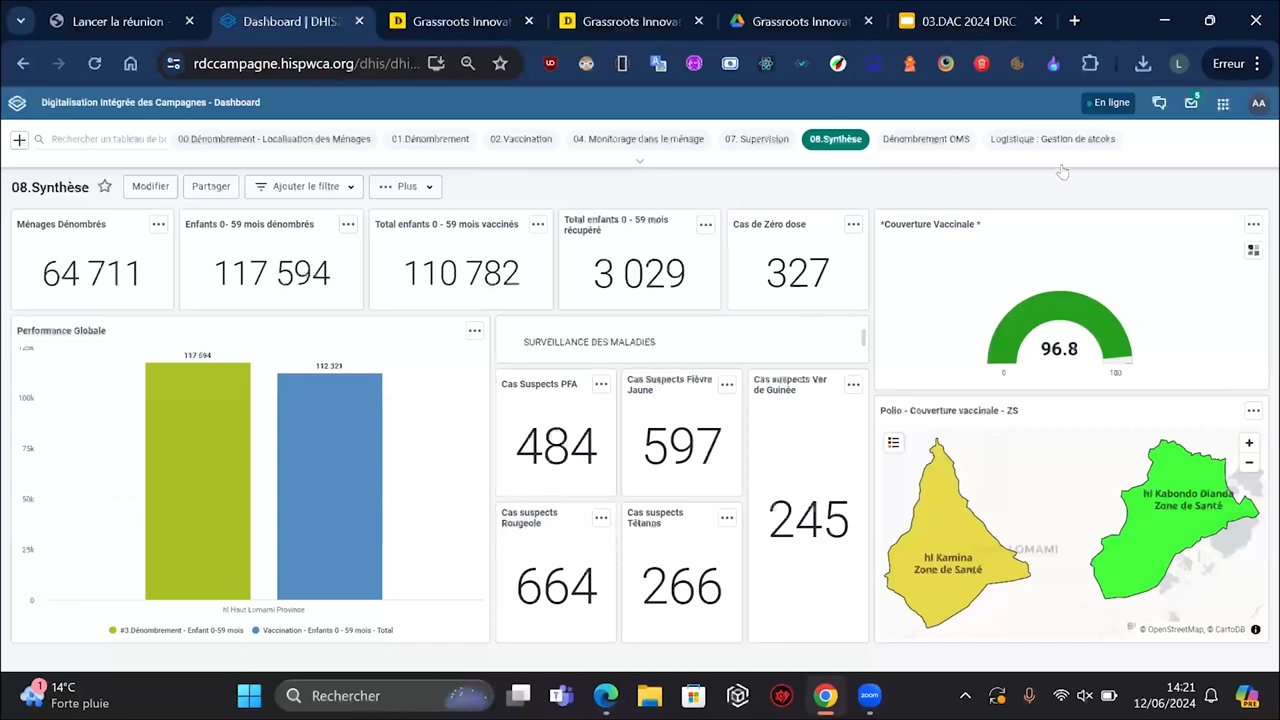 Lancer la réunion
Dashboard | DHIS2
Grassroots Innovat
Grassroots Innovat
Grassroots Innovat
03.DAC 2024 DRC
rdccampagne.hispwca.org/dhis/dhi...
Erreur
Digitalisation Intégrée des Campagnes - Dashboard
En ligne
5
AA
Rechercher un tableau de bo
00.Dénombrement - Localisation des Ménages
01.Dénombrement
02.Vaccination
04. Monitorage dans le ménage
07. Supervision
08.Synthèse
Dénombrement OMS
Logistique : Gestion de stocks
08.Synthèse
Modifier
Partager
Ajouter le filtre
Plus
Ménages Dénombrés
64 711
Enfants 0- 59 mois dénombrés
117 594
Total enfants 0 - 59 mois vaccinés
110 782
Total enfants 0 - 59 mois
récupéré
3 029
Cas de Zéro dose
327
*Couverture Vaccinale *
96.8
0
100
Performance Globale
125k
100k
75k
50k
25k
0
117 594
112 321
hl Haut Lomami Province
#3.Dénombrement - Enfant 0-59 mois
Vaccination - Enfants 0 - 59 mois - Total
SURVEILLANCE DES MALADIES
Cas Suspects PFA
484
Cas Suspects Fièvre
Jaune
597
Cas suspects Ver
de Guinée
245
Cas suspects
Rougeole
664
Cas suspects
Tétanos
266
Polio - Couverture vaccinale - ZS
hl Kabondo Dianda
Zone de Santé
hl Kamina
Zone de Santé
LOMAMI
© OpenStreetMap, © CartoDB
1
14°C
Forte pluie
Rechercher
zoom
14:21
12/06/2024